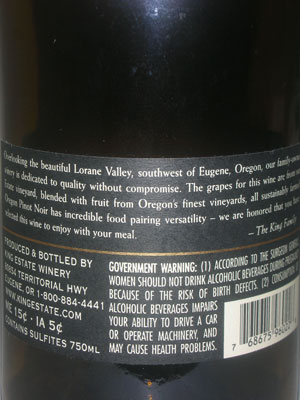 Overlooking the beautiful Lorane Valley, southwest of Eugene, Oregon, our family-owned
winery is dedicated to quality without compromise. The grapes for this wine are from our
Estate vineyard, blended with fruit from Oregon's finest vineyards, all sustainably
Oregon Pinot Noir has incredible food pairing versatility – we are honored that you
selected this wine to enjoy with your meal.
– The King Family
PRODUCED & BOTTLED BY
KING ESTATE WINERY
80854 TERRITORIAL HWY
EUGENE, OR 1-800-884-4441
WWW.KINGESTATE.COM
ME 15¢ · IA 5¢
CONTAINS SULFITES 750ML
GOVERNMENT WARNING: (1) ACCORDING TO THE SURGEON GENERAL
WOMEN SHOULD NOT DRINK ALCOHOLIC BEVERAGES DURING
BECAUSE OF THE RISK OF BIRTH DEFECTS. (2) CONSUMPTION
ALCOHOLIC BEVERAGES IMPAIRS
YOUR ABILITY TO DRIVE A CAR
OR OPERATE MACHINERY, AND
MAY CAUSE HEALTH PROBLEMS.